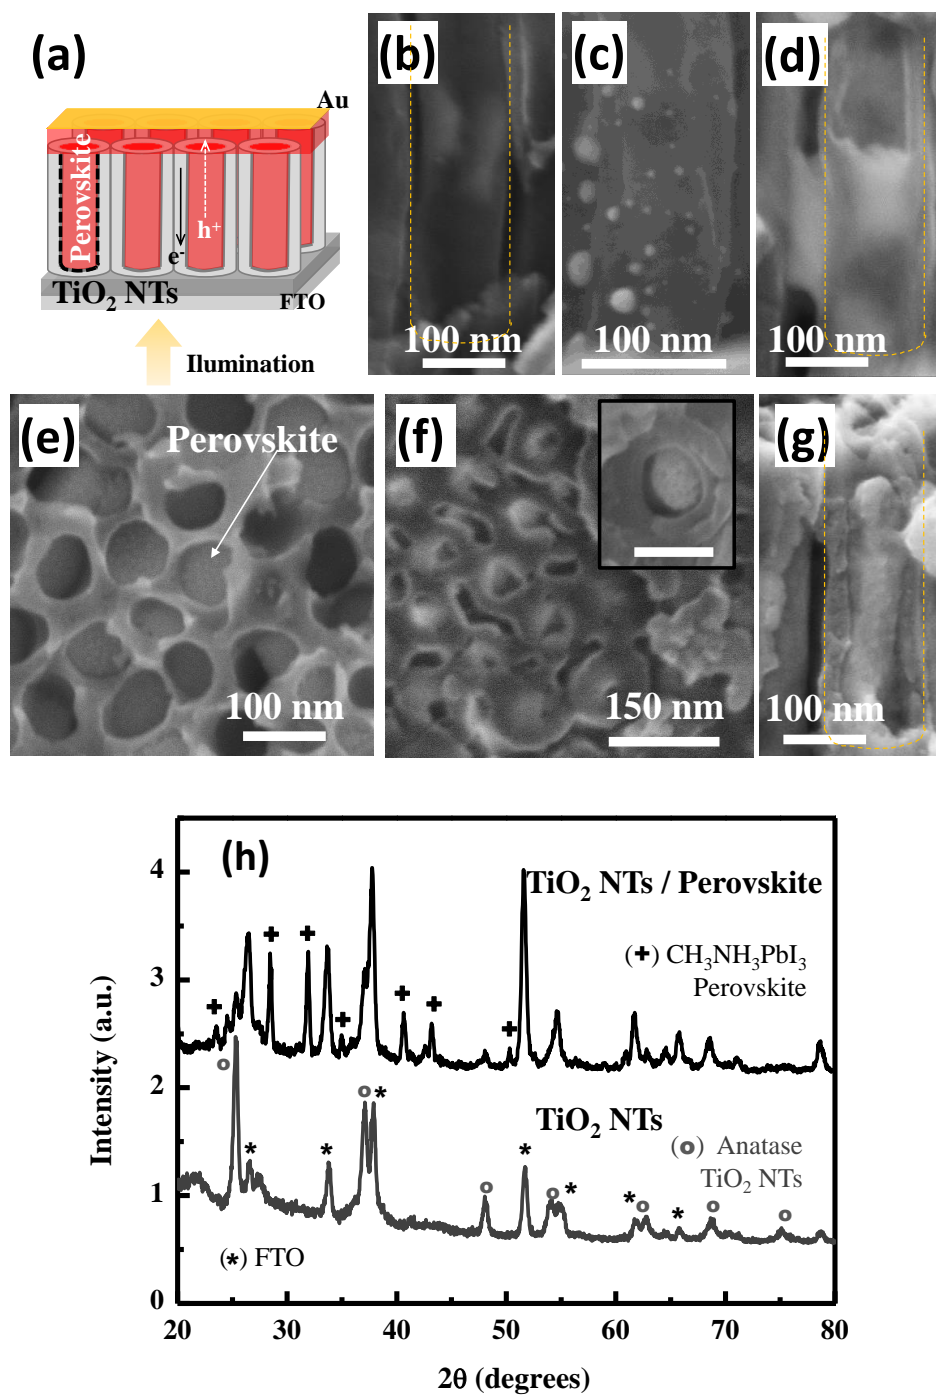 (a)
Au
Perovskite
h⁺
e⁻
TiO₂ NTs
FTO
Ilumination
(b)
100 nm
(c)
100 nm
(d)
100 nm
(e)
Perovskite
100 nm
(f)
150 nm
(g)
100 nm
(h)
TiO₂ NTs / Perovskite
(+) CH₃NH₃PbI₃
Perovskite
TiO₂ NTs
(o) Anatase
TiO₂ NTs
(*) FTO
Intensity (a.u.)
4
3
2
1
0
20 30 40 50 60 70 80
2θ (degrees)